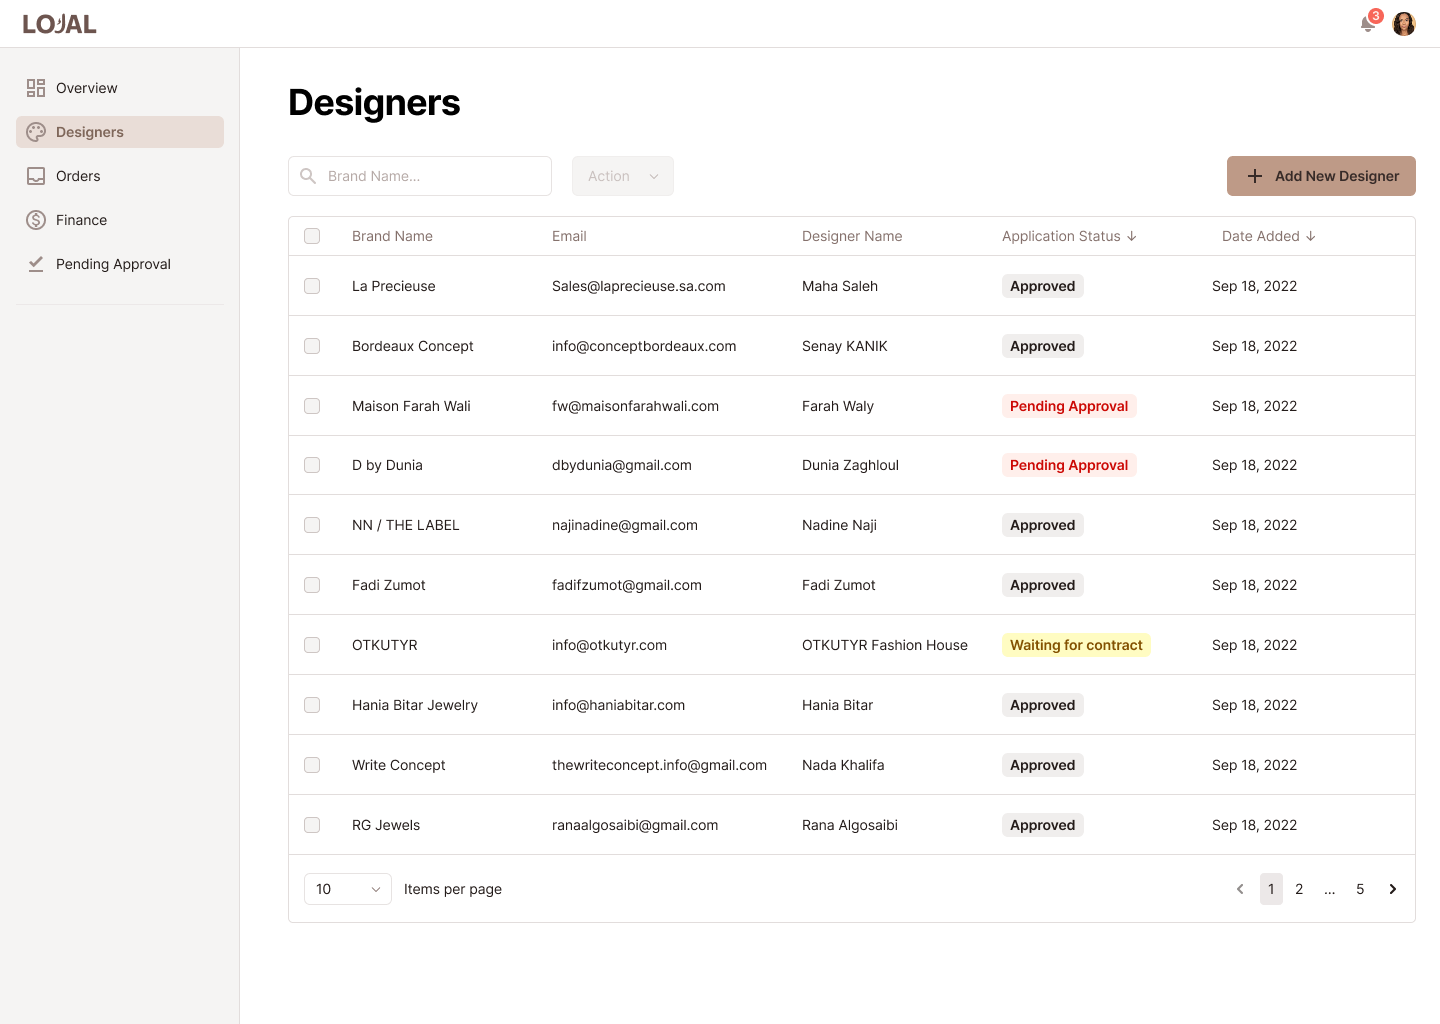 LOJAL
3
Overview
Designers
Orders
Finance
Pending Approval
Designers
Brand Name...
Action
Add New Designer
Brand Name Email Designer Name Application Status ↓ Date Added ↓
La Precieuse Sales@laprecieuse.sa.com Maha Saleh Approved Sep 18, 2022
Bordeaux Concept info@conceptbordeaux.com Senay KANIK Approved Sep 18, 2022
Maison Farah Wali fw@maisonfarahwali.com Farah Waly Pending Approval Sep 18, 2022
D by Dunia dbydunia@gmail.com Dunia Zaghloul Pending Approval Sep 18, 2022
NN / THE LABEL najinadine@gmail.com Nadine Naji Approved Sep 18, 2022
Fadi Zumot fadifzumot@gmail.com Fadi Zumot Approved Sep 18, 2022
OTKUTYR info@otkutyr.com OTKUTYR Fashion House Waiting for contract Sep 18, 2022
Hania Bitar Jewelry info@haniabitar.com Hania Bitar Approved Sep 18, 2022
Write Concept thewriteconcept.info@gmail.com Nada Khalifa Approved Sep 18, 2022
RG Jewels ranaalgosaibi@gmail.com Rana Algosaibi Approved Sep 18, 2022
10 Items per page 1 2 ... 5